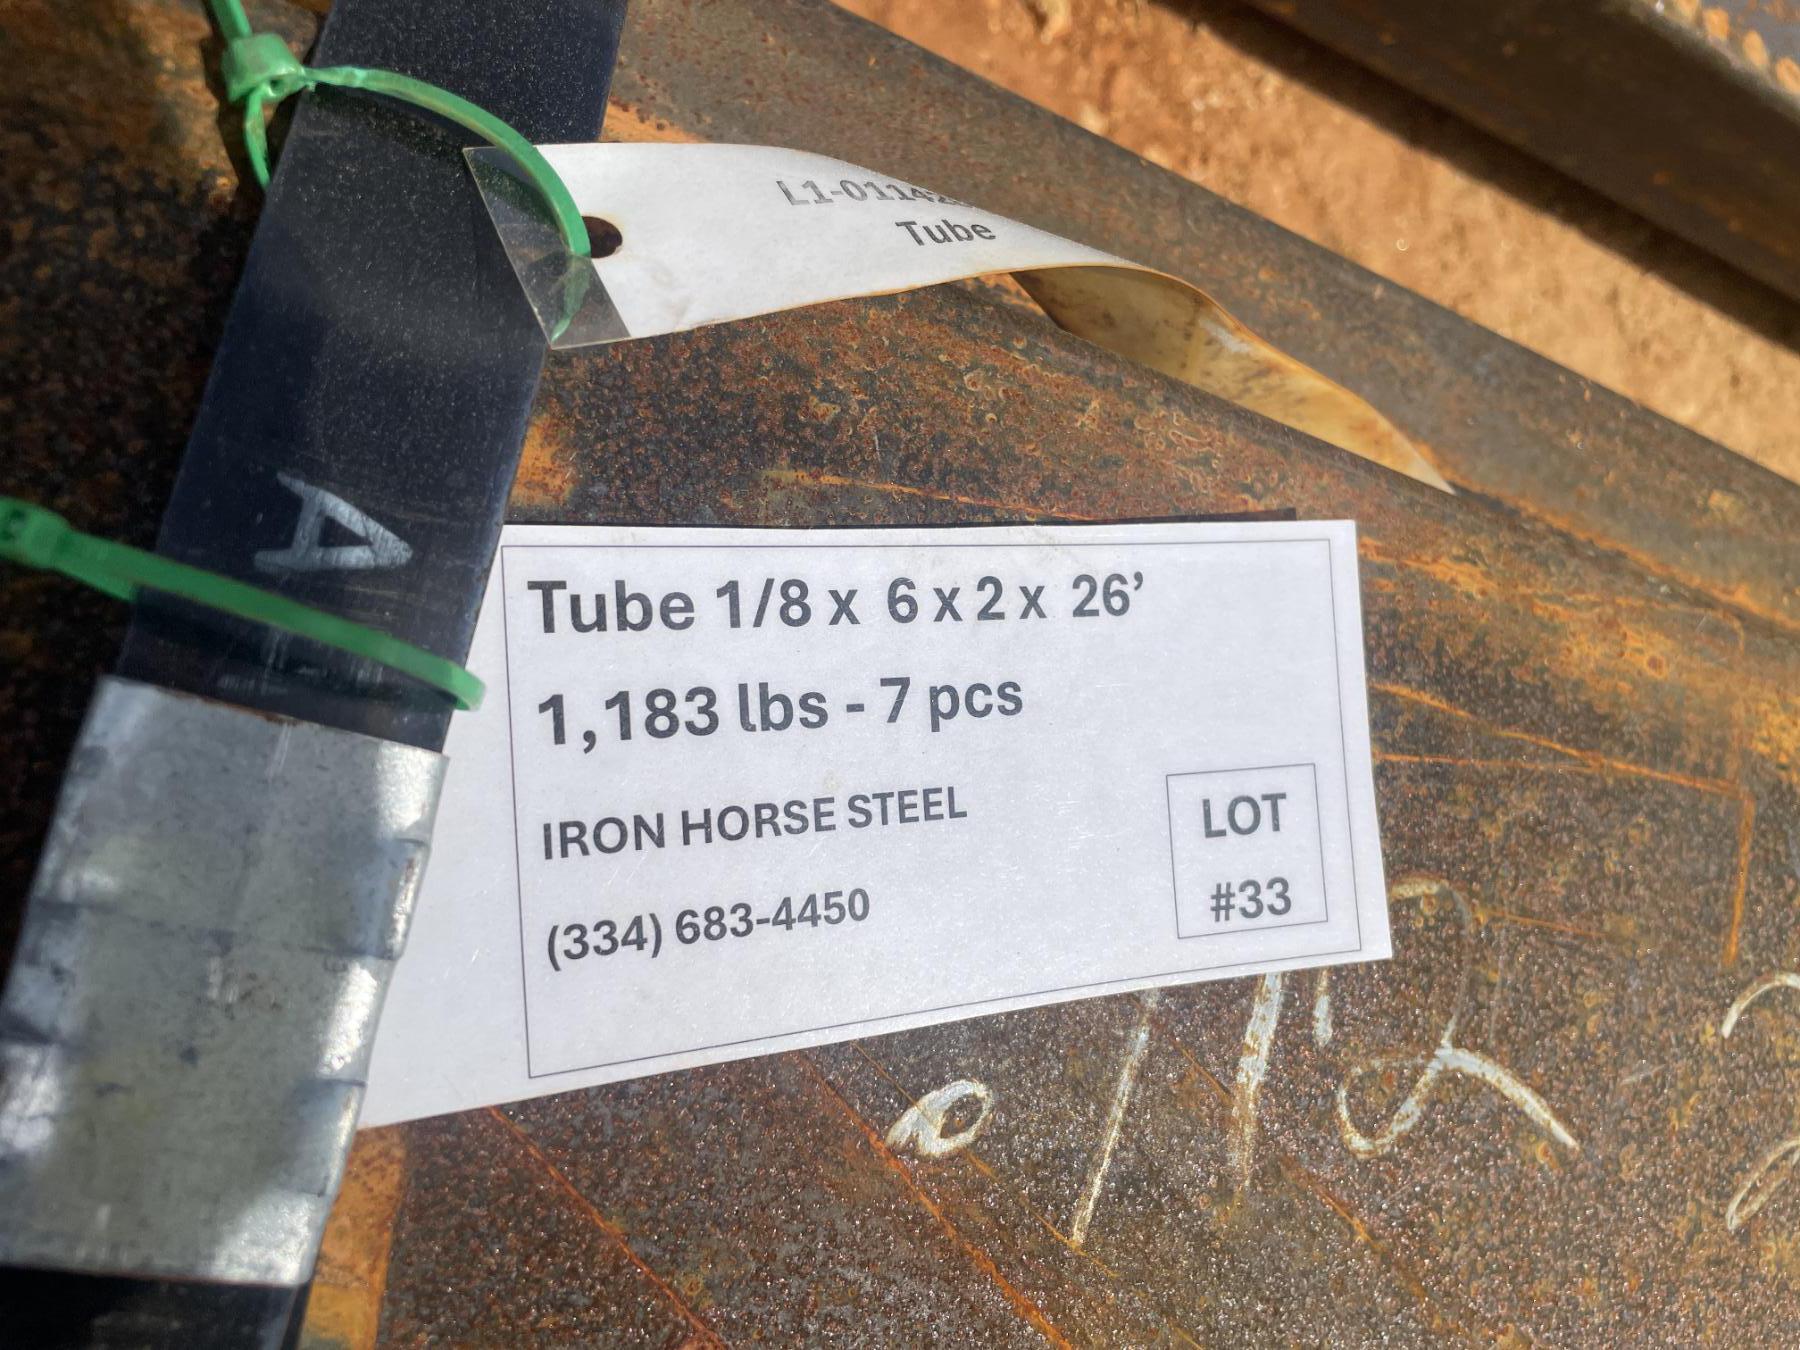 Tube
A
Tube 1/8 x 6 x 2 x 26’
1,183 lbs - 7 pcs
IRON HORSE STEEL
(334) 683-4450
LOT
#33